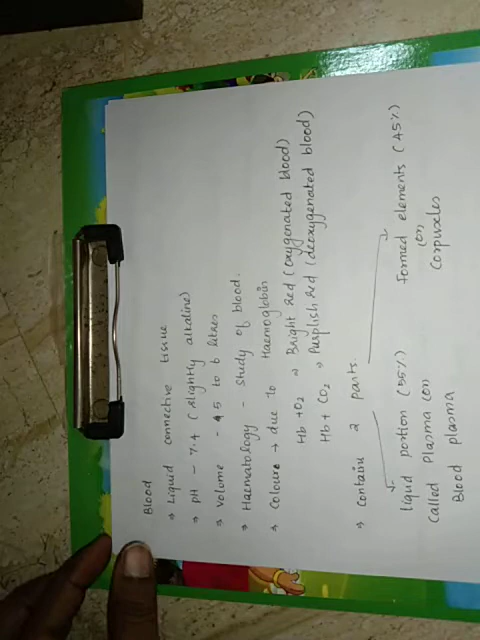 Blood
→ Liquid connective tissue
→ pH - 7.4 (slightly alkaline)
→ Volume - 4.5 to 6 litres
→ Haematology - study of blood.
→ Colour → due to Haemoglobin
Hb + O2 → Bright Red (oxygenated blood)
Hb + CO2 → Purplish Red (deoxygenated blood)
→ Contains 2 parts.
liquid portion (55%) formed elements (45%)
Called Plasma (or) (or)
Blood plasma Corpuscles